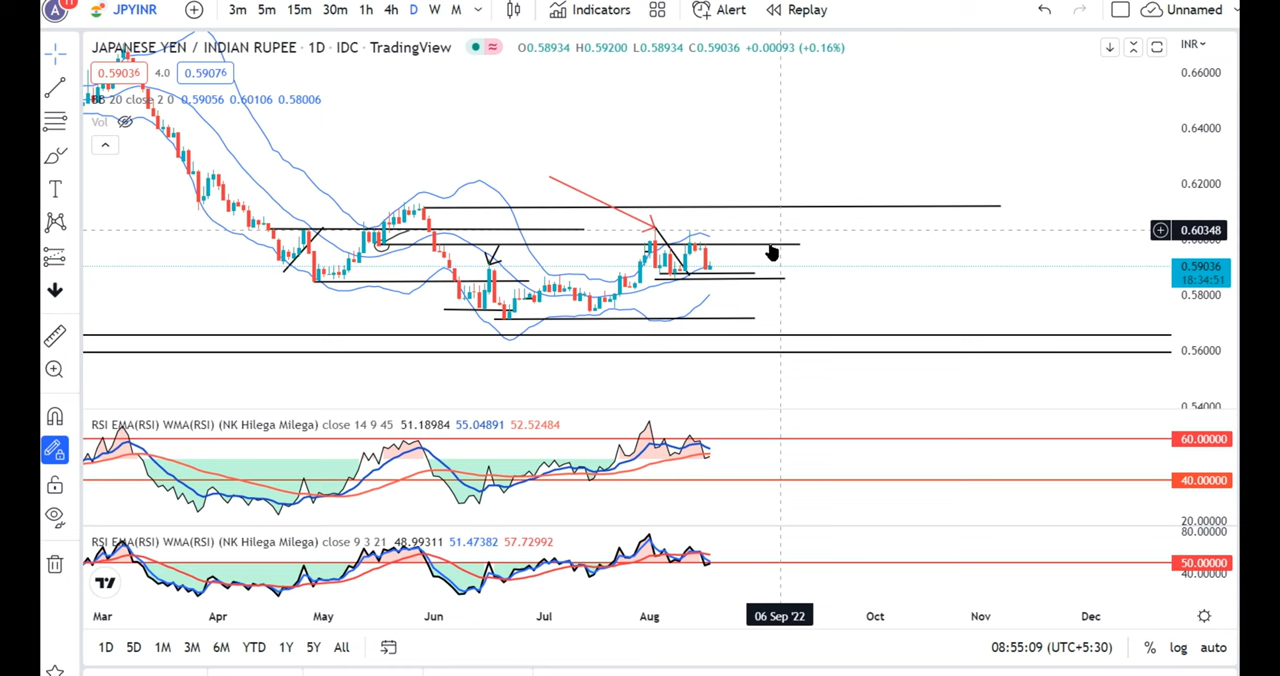 A 11 JPYINR 3m 5m 15m 30m 1h 4h D W M Indicators Alert Replay Unnamed
JAPANESE YEN / INDIAN RUPEE · 1D · IDC · TradingView O0.58934 H0.59200 L0.58934 C0.59036 +0.00093 (+0.16%) INR
0.59036 4.0 0.59076
BB 20 close 2 0 0.59056 0.60106 0.58006
Vol
0.66000
0.64000
0.62000
0.60348
0.59036
18:34:51
0.58000
0.56000
0.54000
RSI EMA(RSI) WMA(RSI) (NK Hilega Milega) close 14 9 45 51.18984 55.04891 52.52484
60.00000
40.00000
20.00000
RSI EMA(RSI) WMA(RSI) (NK Hilega Milega) close 9 3 21 48.99311 51.47382 57.72992
80.00000
50.00000
40.00000
Mar Apr May Jun Jul Aug 06 Sep '22 Oct Nov Dec
1D 5D 1M 3M 6M YTD 1Y 5Y All 08:55:09 (UTC+5:30) % log auto